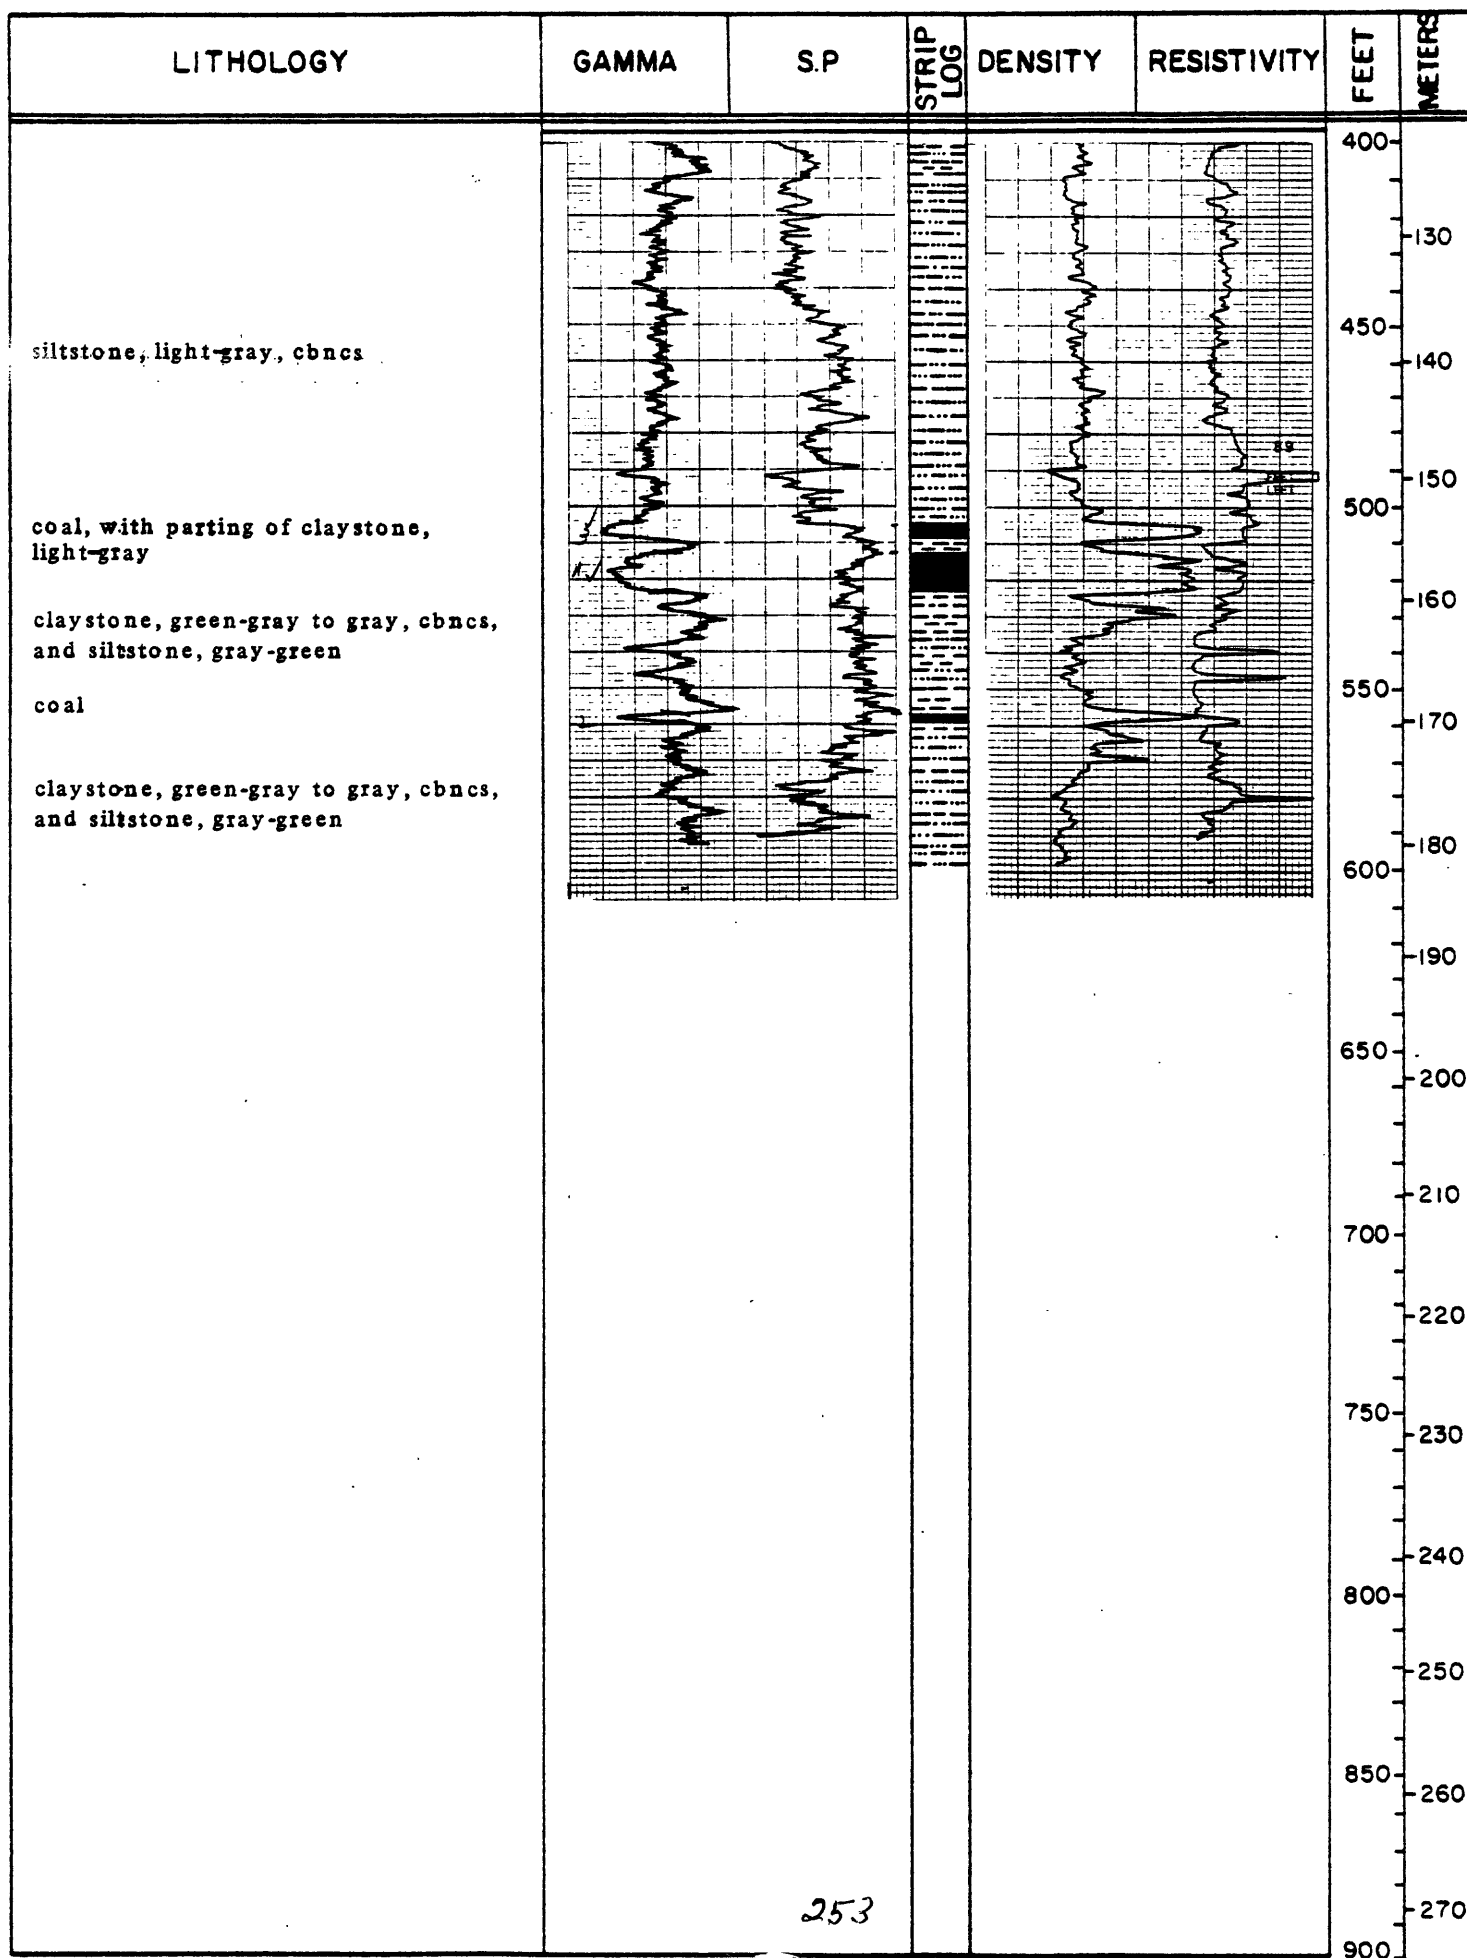 LITHOLOGY
GAMMA
S.P
STRIP LOG
DENSITY
RESISTIVITY
FEET
METERS
siltstone, light-gray, cbncs
coal, with parting of claystone,
light-gray
claystone, green-gray to gray, cbncs,
and siltstone, gray-green
coal
claystone, green-gray to gray, cbncs,
and siltstone, gray-green
400
450
500
550
600
650
700
750
800
850
900
130
140
150
160
170
180
190
200
210
220
230
240
250
260
270
253